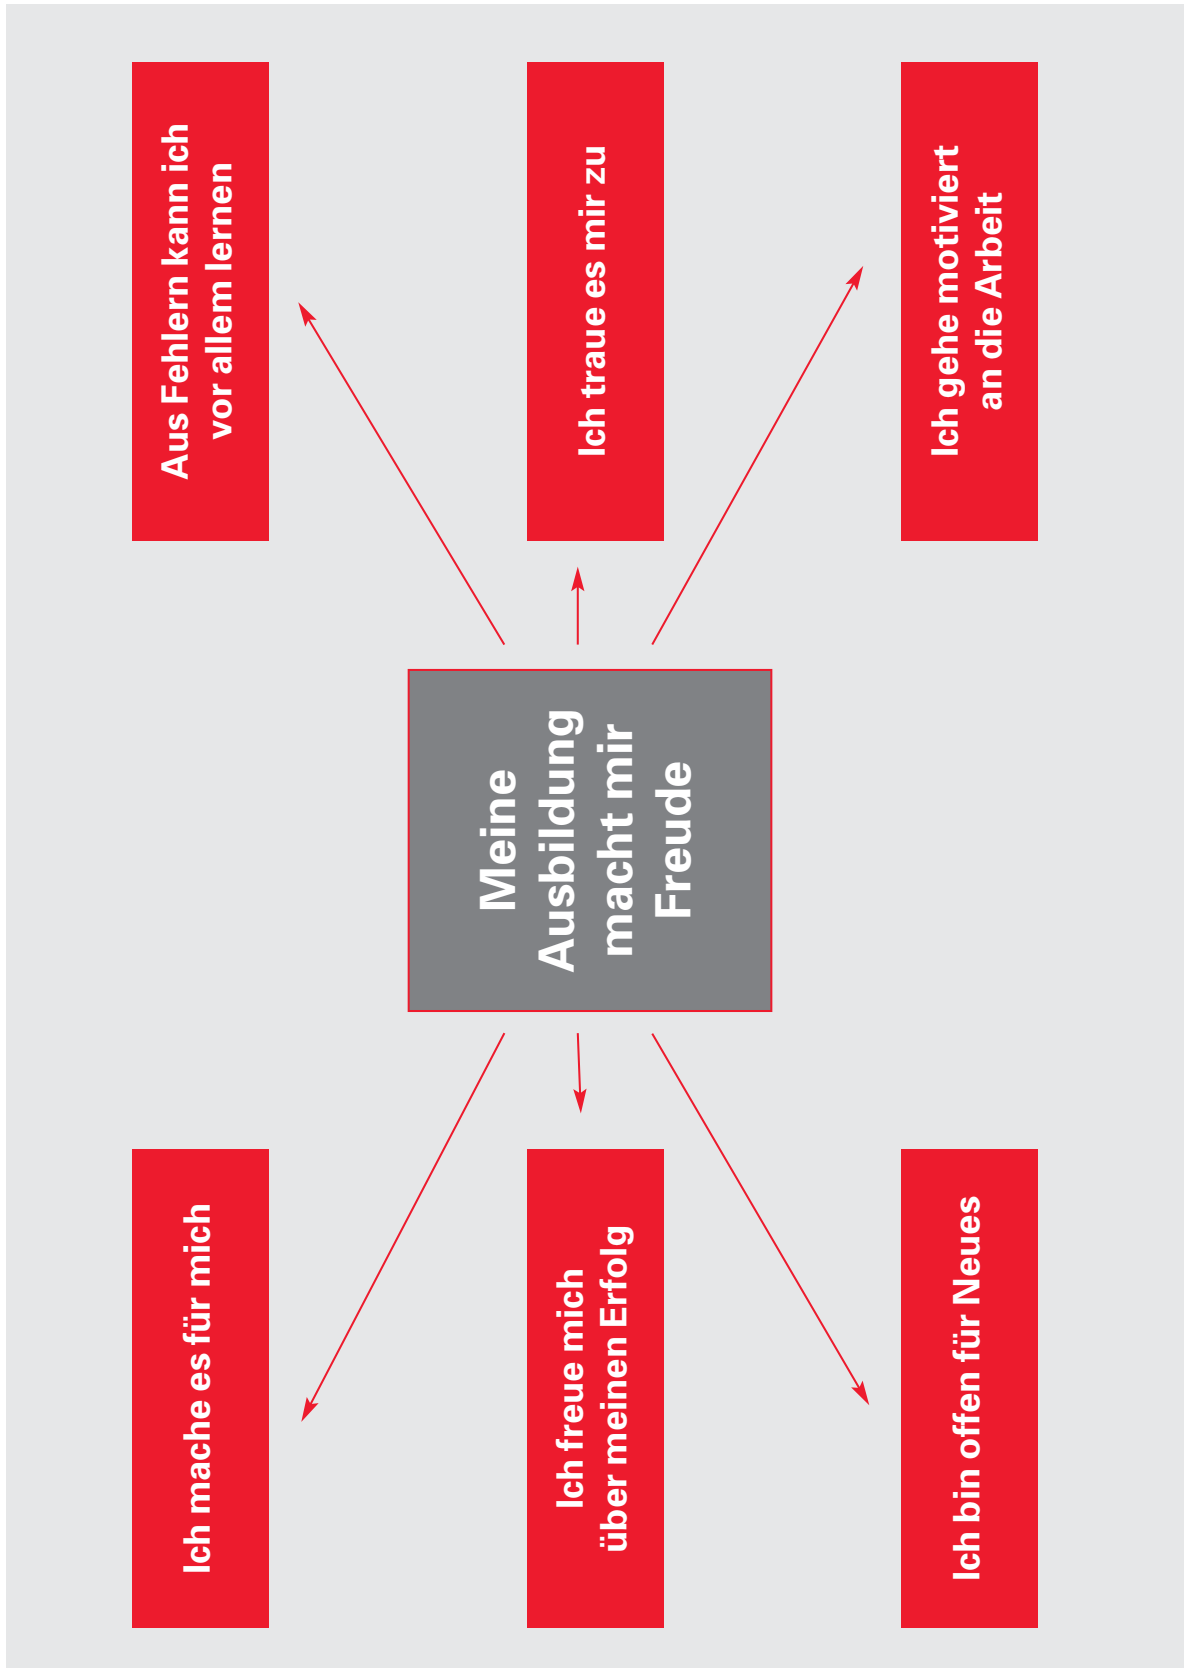 Ich mache es für mich
Aus Fehlern kann ich
vor allem lernen
Meine
Ausbildung
macht mir
Freude
Ich freue mich
über meinen Erfolg
Ich traue es mir zu
Ich bin offen für Neues
Ich gehe motiviert
an die Arbeit